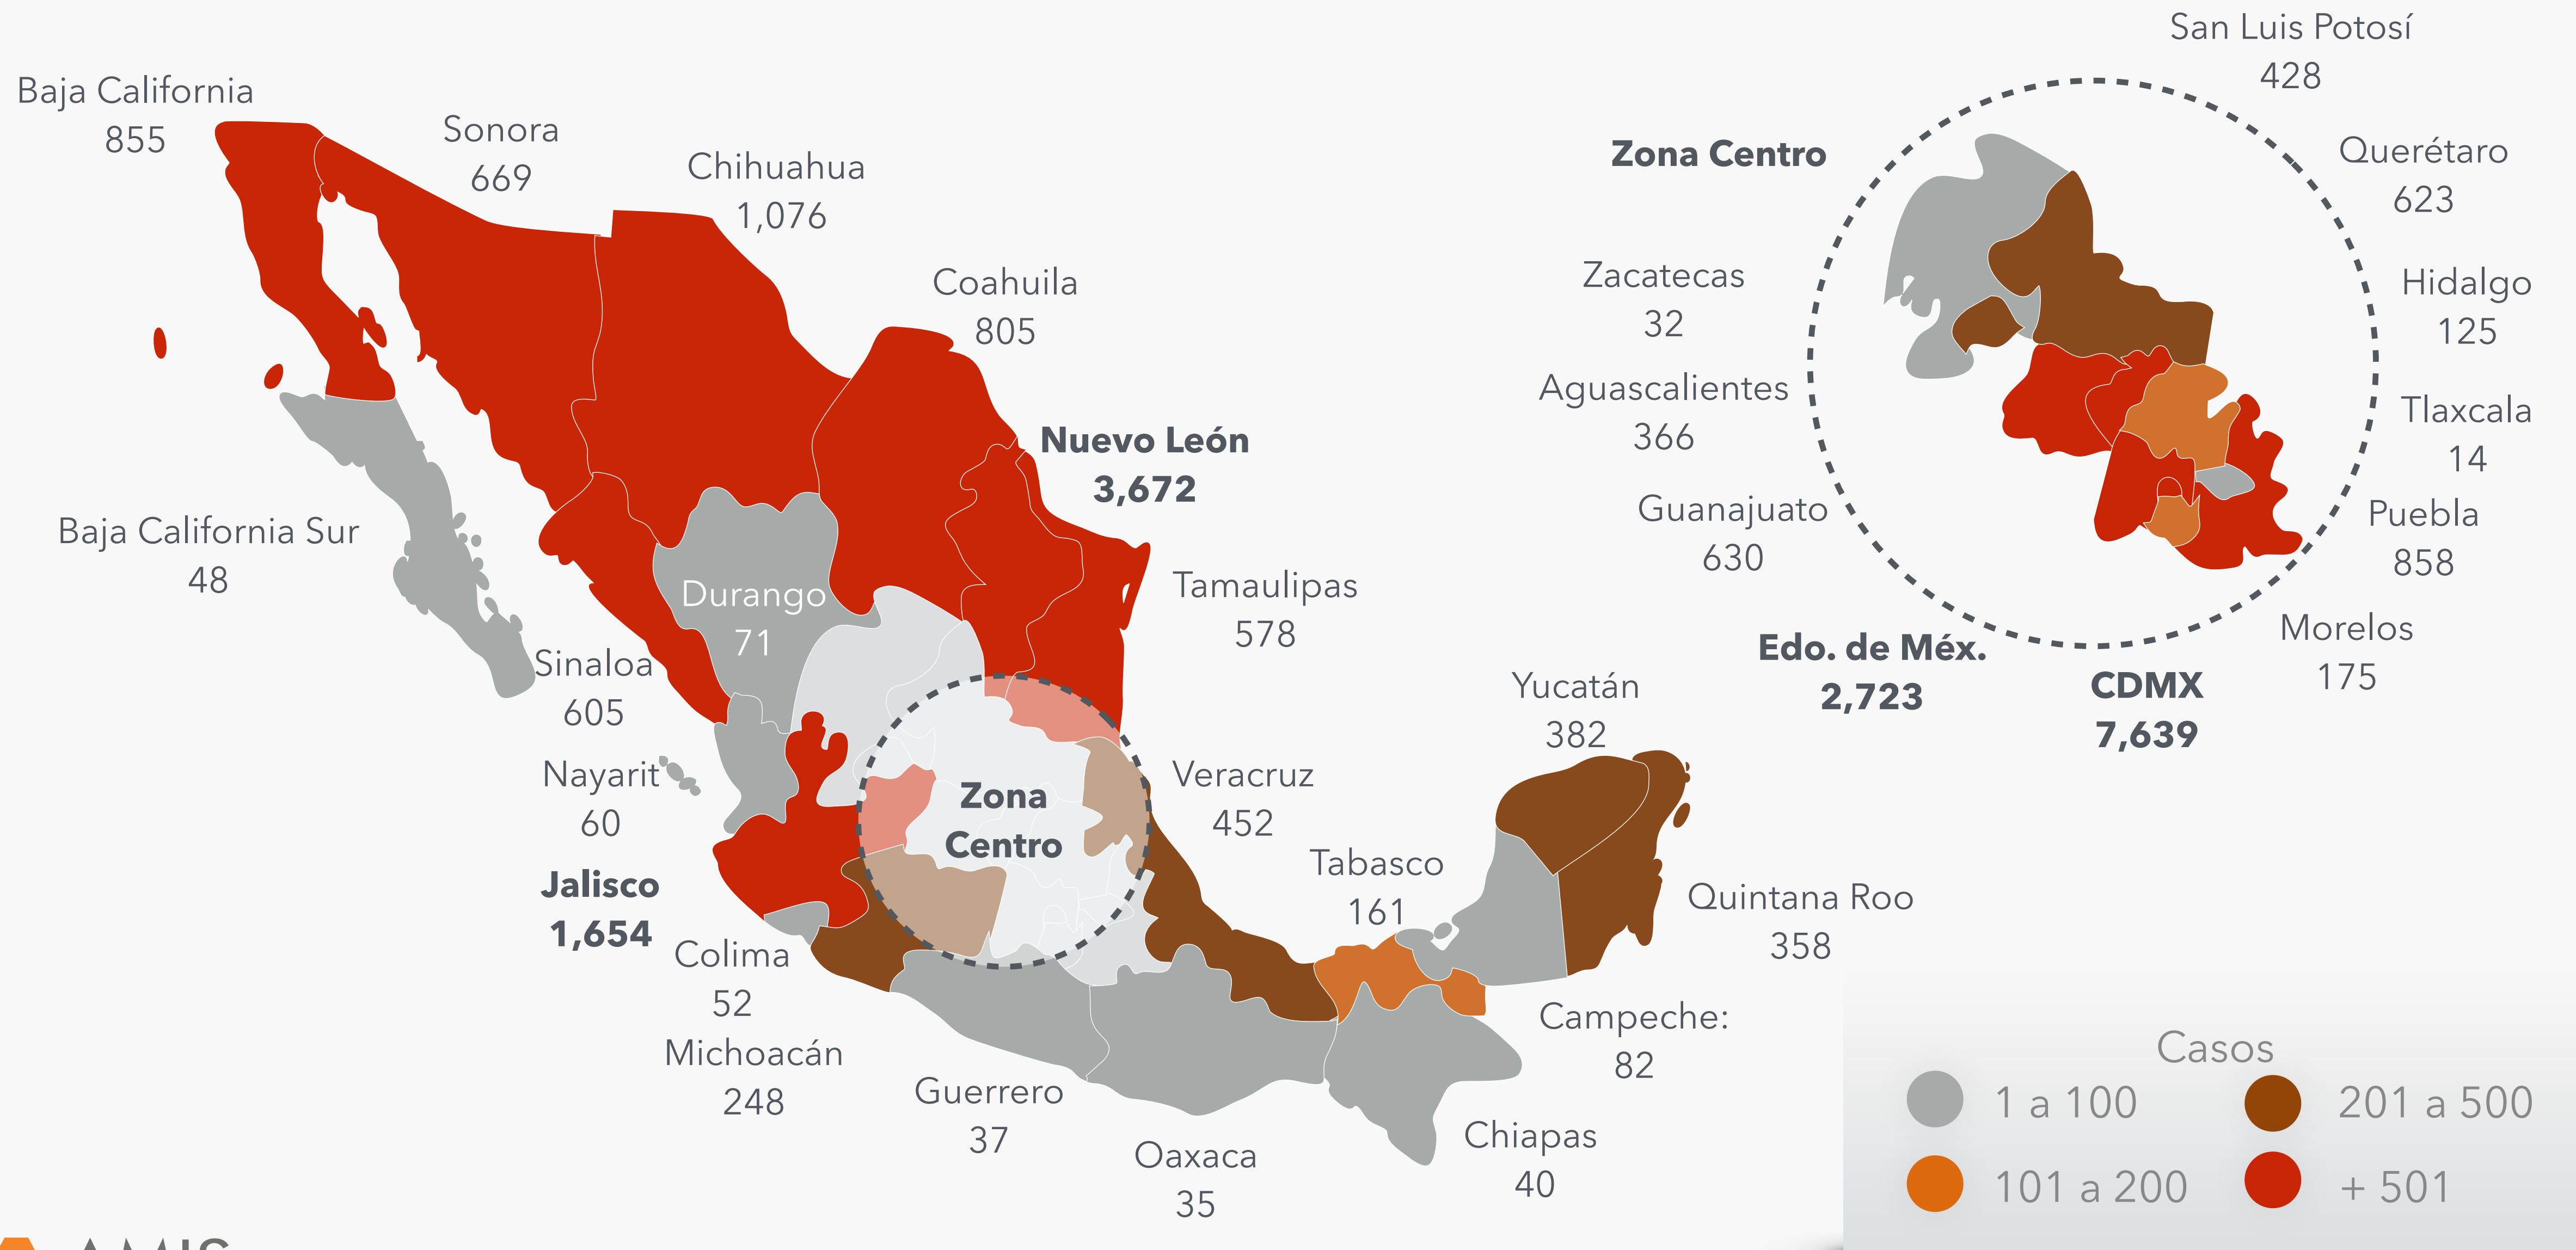 San Luis Potosí
428
Baja California
855
Sonora
669
Chihuahua
1,076
Zona Centro
Querétaro
623
Coahuila
805
Zacatecas
32
Hidalgo
125
Aguascalientes
366
Tlaxcala
14
Nuevo León
3,672
Guanajuato
630
Puebla
858
Baja California Sur
48
Durango
71
Tamaulipas
578
Morelos
175
Edo. de Méx.
2,723
CDMX
7,639
Sinaloa
605
Yucatán
382
Nayarit
60
Zona
Centro
Veracruz
452
Tabasco
161
Jalisco
1,654
Quintana Roo
358
Colima
52
Campeche:
82
Michoacán
248
Guerrero
37
Oaxaca
35
Chiapas
40
Casos
1 a 100
201 a 500
101 a 200
+ 501
AMIS